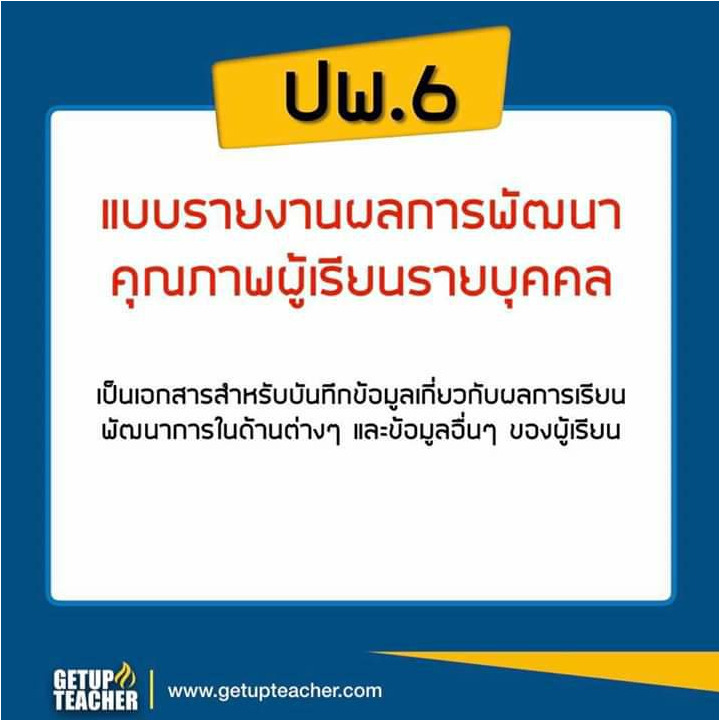 ปพ.6
แบบรายงานผลการพัฒนา
คุณภาพผู้เรียนรายบุคคล
เป็นเอกสารสำหรับบันทึกข้อมูลเกี่ยวกับผลการเรียน
พัฒนาการในด้านต่างๆ และข้อมูลอื่นๆ ของผู้เรียน
GETUP
TEACHER
www.getupteacher.com